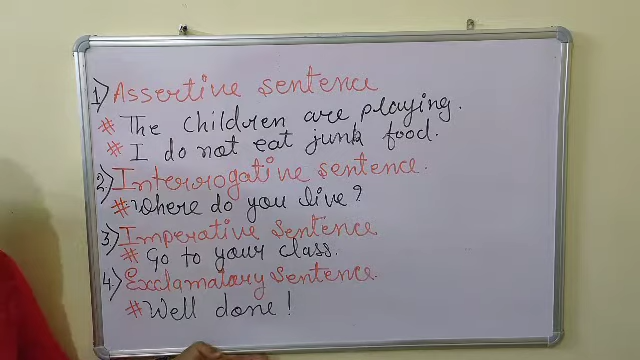 1) Assertive sentence
# The children are playing.
# I do not eat junk food.
2) Interrogative sentence.
# Where do you live?
3) Imperative sentence
# Go to your class.
4) Exclamatory sentence.
# Well done!